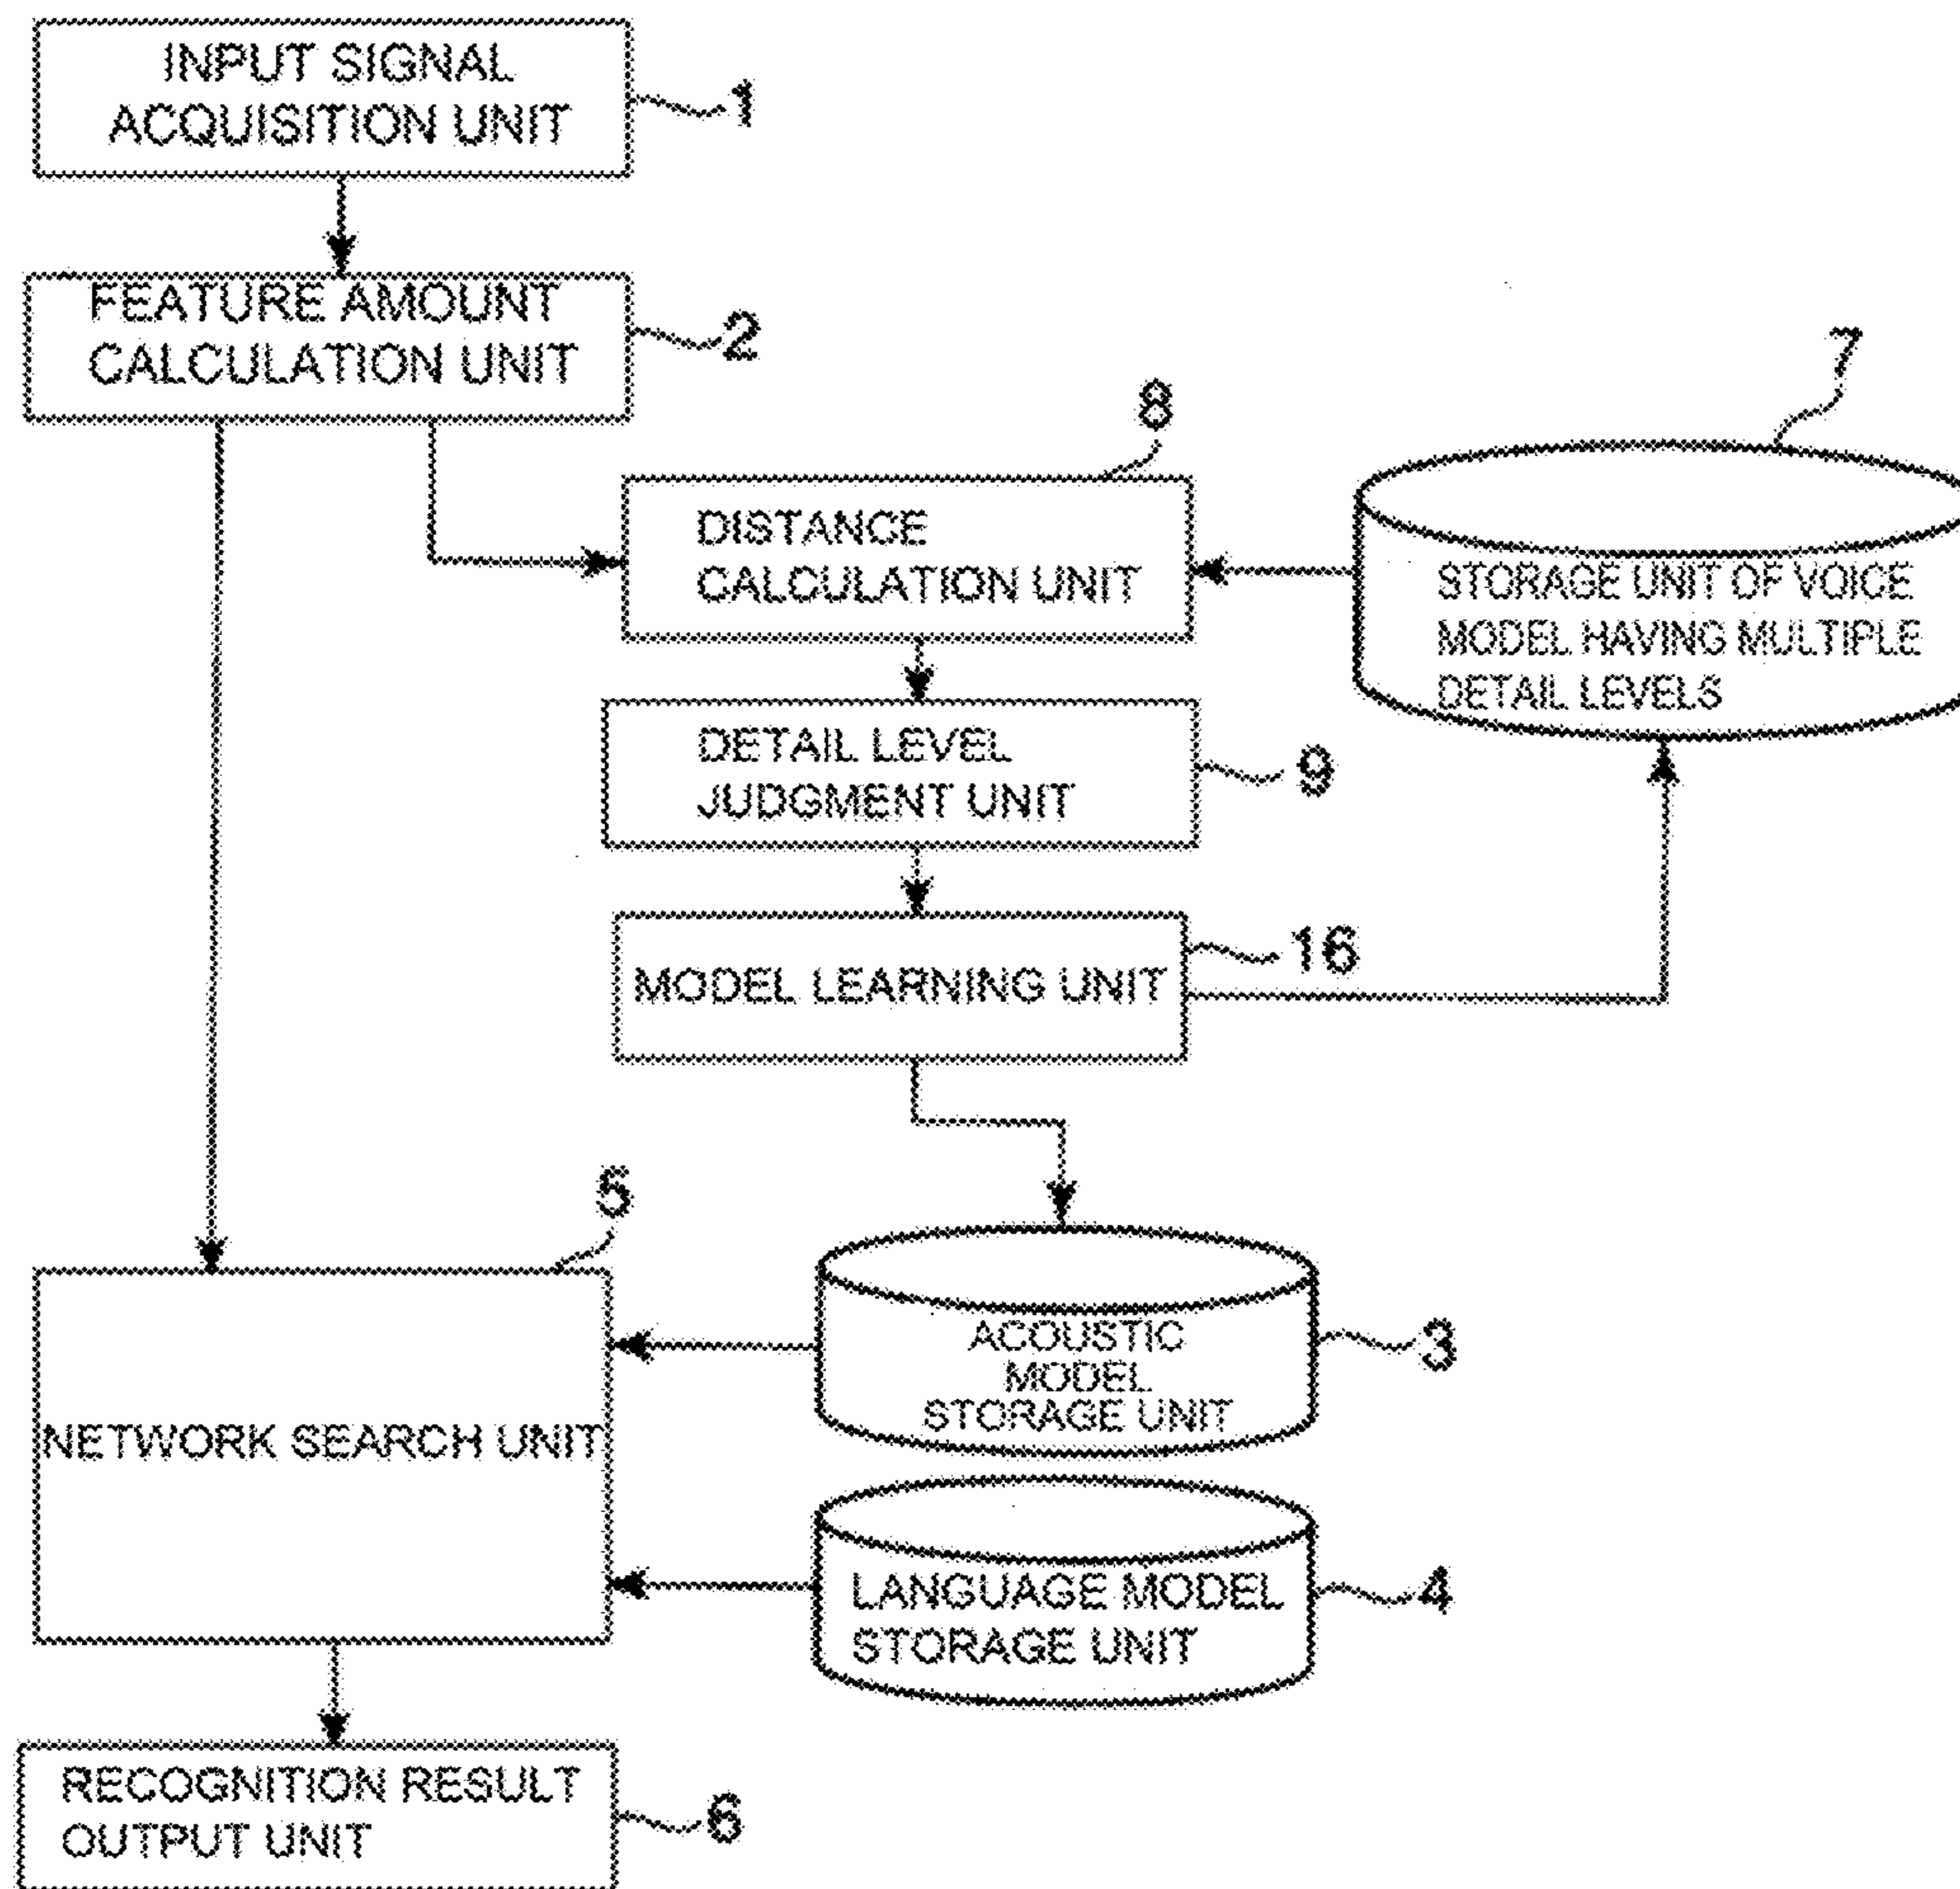 INPUT SIGNAL
ACQUISITION UNIT
1
FEATURE AMOUNT
CALCULATION UNIT
2
7
8
DISTANCE
CALCULATION UNIT
STORAGE UNIT OF VOICE
MODEL HAVING MULTIPLE
DETAIL LEVELS
DETAIL LEVEL
JUDGMENT UNIT
9
MODEL LEARNING UNIT
16
5
NETWORK SEARCH UNIT
ACOUSTIC
MODEL
STORAGE UNIT
3
LANGUAGE MODEL
STORAGE UNIT
4
RECOGNITION RESULT
OUTPUT UNIT
6